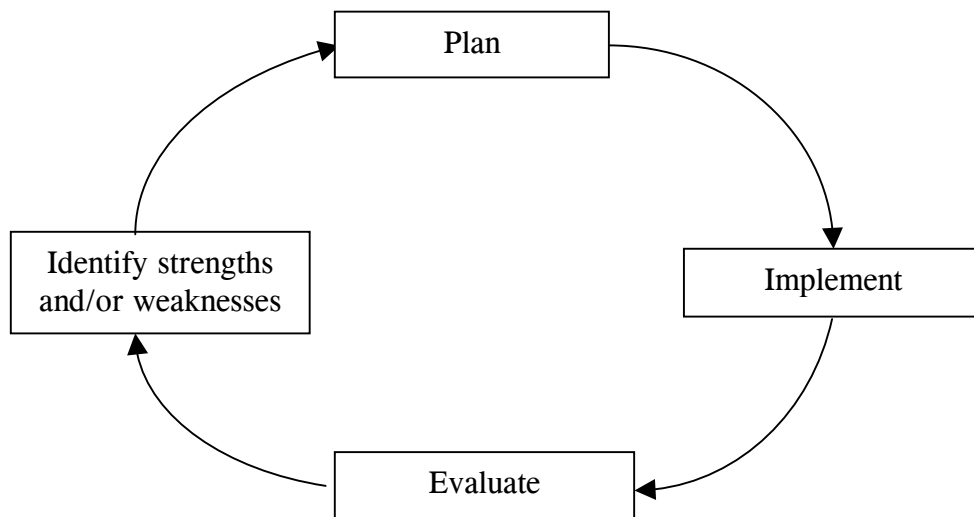 Plan
Identify strengths
and/or weaknesses
Implement
Evaluate